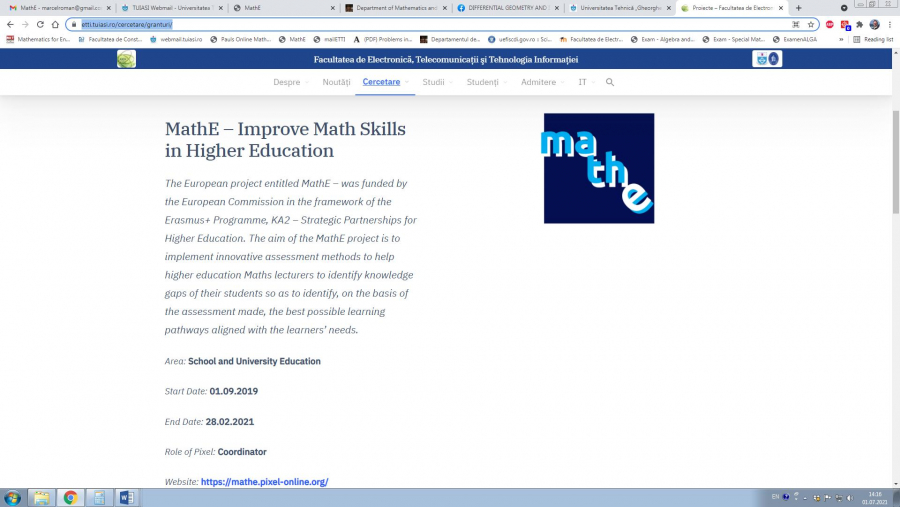 MathE - marcelroman@gmail.co
TUIASI Webmail - Universitatea T
MathE
Department of Mathematics an
DIFFERENTIAL GEOMETRY AND
Universitatea Tehnică „Gheorgh
Proiecte – Facultatea de Electron
etti.tuiasi.ro/cercetare/granturi/
Mathematics for En...
Facultatea de Const...
webmail.tuiasi.ro
Pauls Online Math...
MathE
mailETTI
(PDF) Problems in...
Departamentul de...
uefiscdi.gov.ro : Sci...
Facultatea de Electr...
Exam - Algebra and...
Exam - Special Mat...
ExamenALGA
»
Reading list
Facultatea de Electronică, Telecomunicații și Tehnologia Informației
Despre Noutăți Cercetare Studii Studenți Admitere IT
MathE – Improve Math Skills
in Higher Education
ma
th
e
The European project entitled MathE – was funded by
the European Commission in the framework of the
Erasmus+ Programme, KA2 – Strategic Partnerships for
Higher Education. The aim of the MathE project is to
implement innovative assessment methods to help
higher education Maths lecturers to identify knowledge
gaps of their students so as to identify, on the basis of
the assessment made, the best possible learning
pathways aligned with the learners’ needs.
Area: School and University Education
Start Date: 01.09.2019
End Date: 28.02.2021
Role of Pixel: Coordinator
Website: https://mathe.pixel-online.org/
EN
14:18
01.07.2021